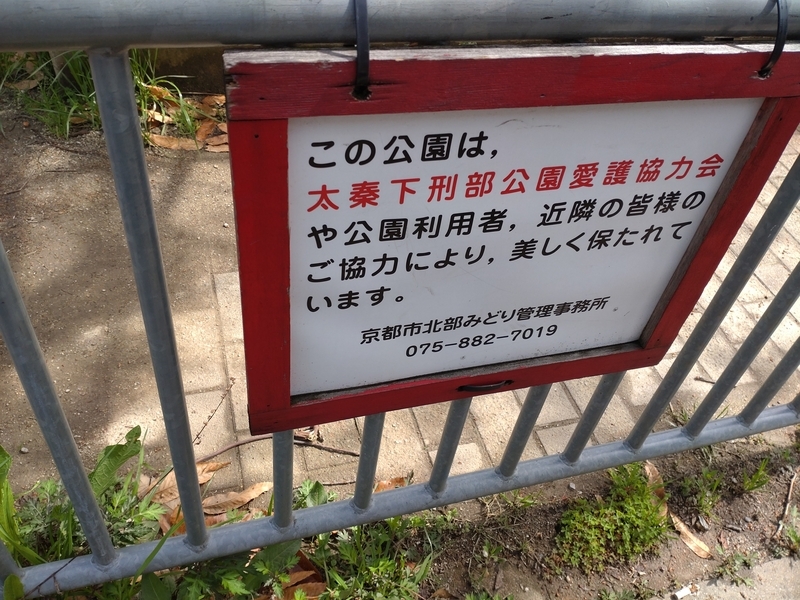 この公園は，
太秦下刑部公園愛護協力会
や公園利用者，近隣の皆様の
ご協力により，美しく保たれて
います。
京都市北部みどり管理事務所
075－882－7019